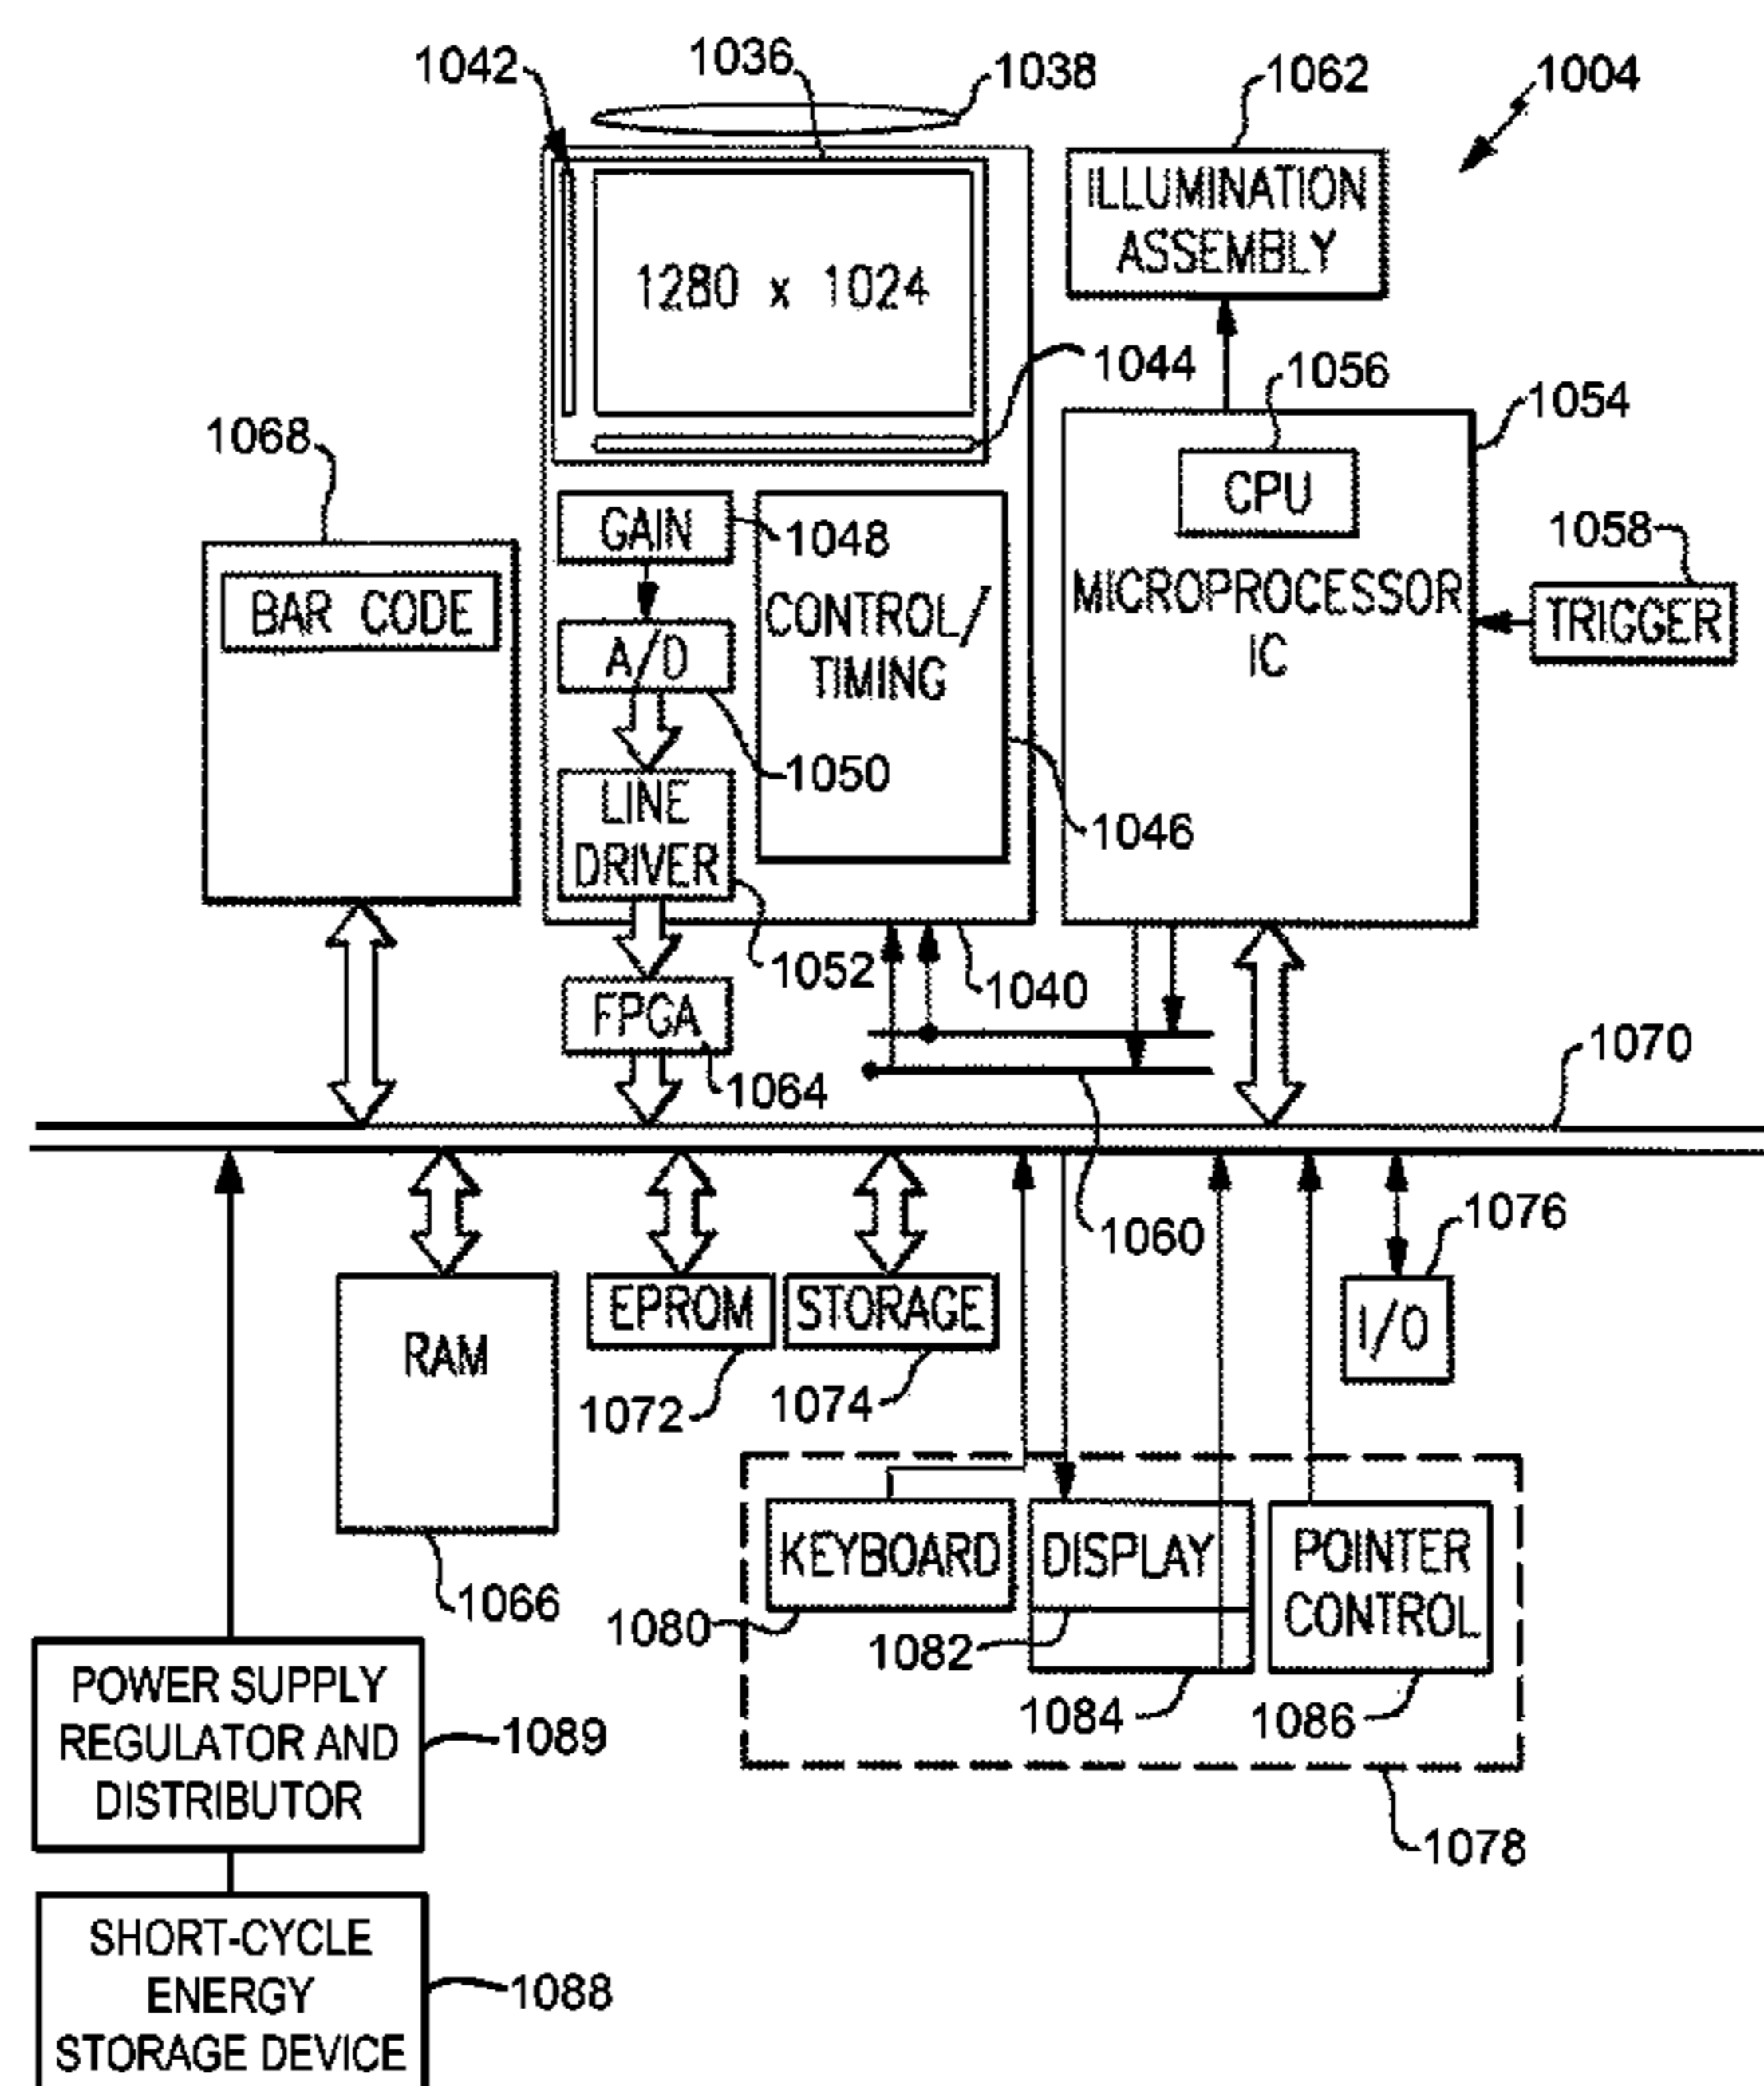 1042
1036
1038
1062
1004
ILLUMINATION
ASSEMBLY
1280 x 1024
1044
1056
1054
1068
CPU
GAIN
1048
1058
BAR CODE
CONTROL/
TIMING
MICROPROCESSOR
IC
TRIGGER
A/D
1050
LINE
DRIVER
1046
1052
1040
FPGA
1064
1070
1060
1076
RAM
EPROM
STORAGE
I/O
1072
1074
1066
KEYBOARD
DISPLAY
POINTER
CONTROL
1080
1082
1084
1086
POWER SUPPLY
REGULATOR AND
DISTRIBUTOR
1089
1078
SHORT-CYCLE
ENERGY
STORAGE DEVICE
1088